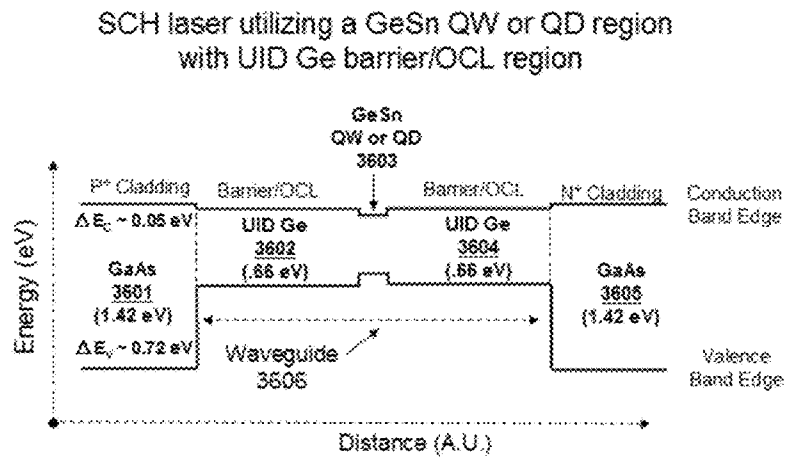 SCH laser utilizing a GeSn QW or QD region
with UID Ge barrier/OCL region
GeSn
QW or QD
3603
P⁺ Cladding
Barrier/OCL
Barrier/OCL
N⁺ Cladding
Conduction
Band Edge
Δ E_C ~ 0.05 eV
UID Ge
3602
(.66 eV)
UID Ge
3604
(.66 eV)
GaAs
3601
(1.42 eV)
GaAs
3605
(1.42 eV)
Δ E_V ~ 0.72 eV
Waveguide
3606
Valence
Band Edge
Energy (eV)
Distance (A.U.)